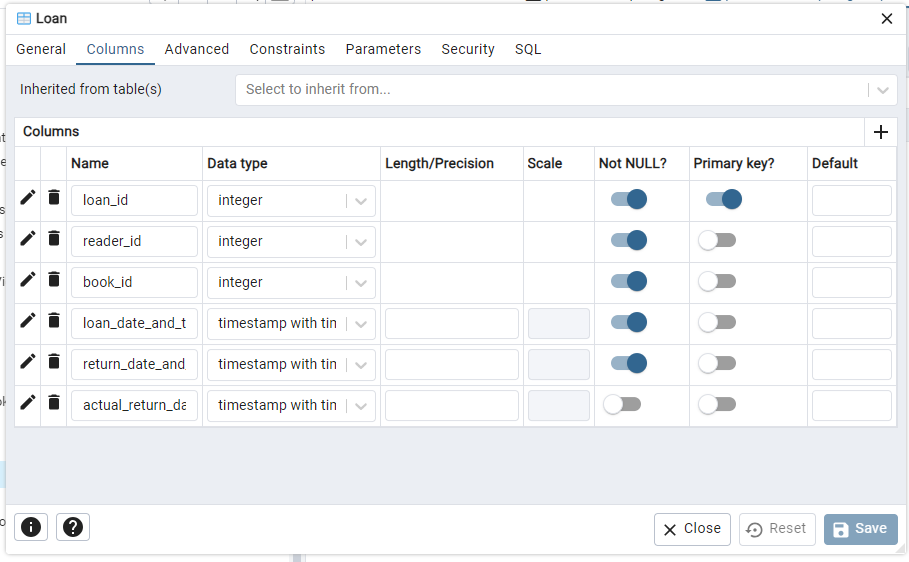 Loan
General Columns Advanced Constraints Parameters Security SQL
Inherited from table(s) Select to inherit from...
Columns
Name Data type Length/Precision Scale Not NULL? Primary key? Default
loan_id integer
reader_id integer
book_id integer
loan_date_and_t timestamp with tin
return_date_and timestamp with tin
actual_return_da timestamp with tin
Close Reset Save